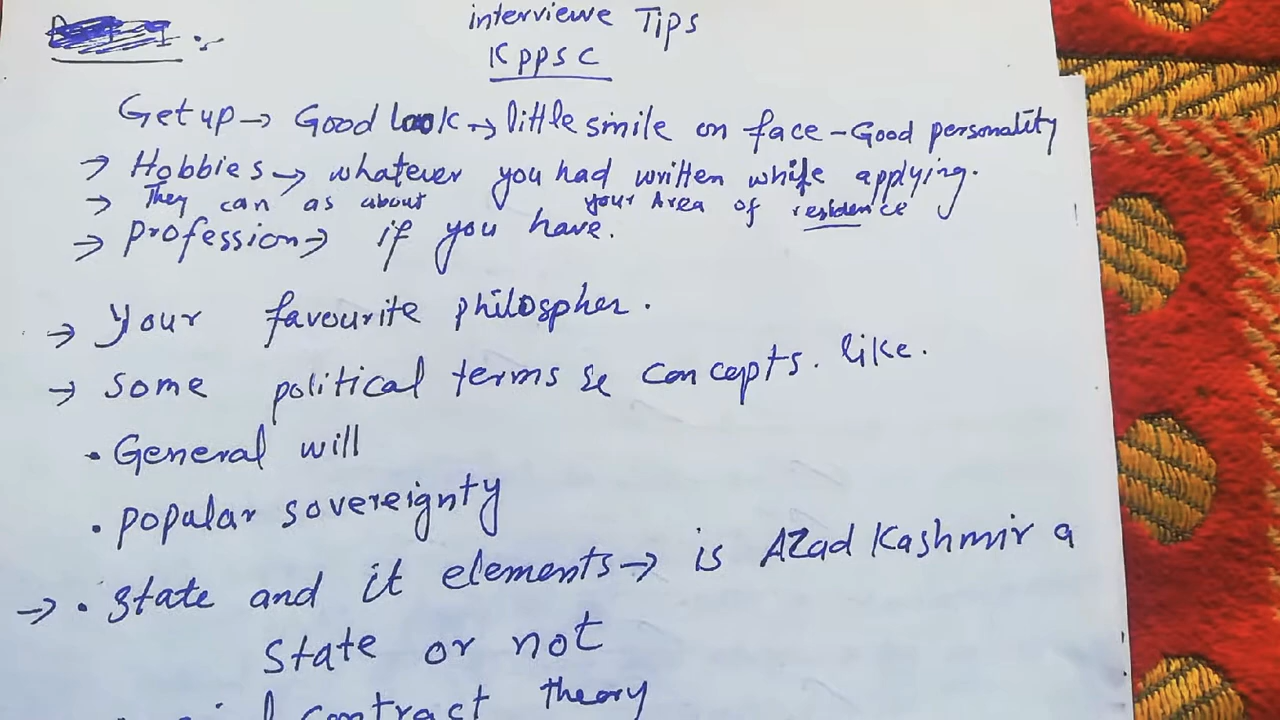 interviewe Tips
KPPSC
Get up → Good look → little smile on face - Good personality
→ Hobbies → whatever you had written while applying.
→ They can as about your Area of residence
→ profession → if you have.
→ your favourite philospher.
→ some political terms & concepts. like.
• General will
• popular sovereignty
→ • state and it elements → is Azad Kashmir a
state or not
contract theory